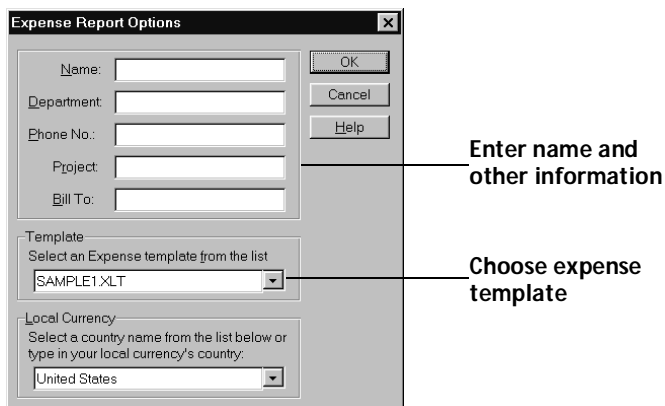 Expense Report Options
Name:
Department:
Phone No.:
Project:
Bill To:
OK
Cancel
Help
Enter name and
other information
Template
Select an Expense template from the list
SAMPLE1.XLT
Choose expense
template
Local Currency
Select a country name from the list below or
type in your local currency's country:
United States